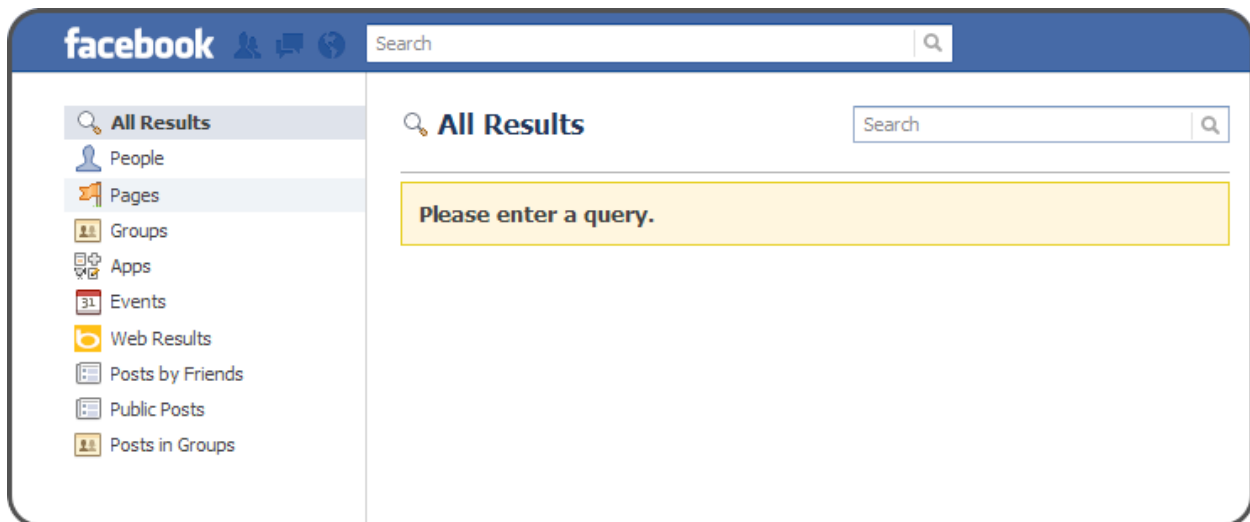 facebook Search
All Results
People
Pages
Groups
Apps
31 Events
Web Results
Posts by Friends
Public Posts
Posts in Groups
All Results Search
Please enter a query.